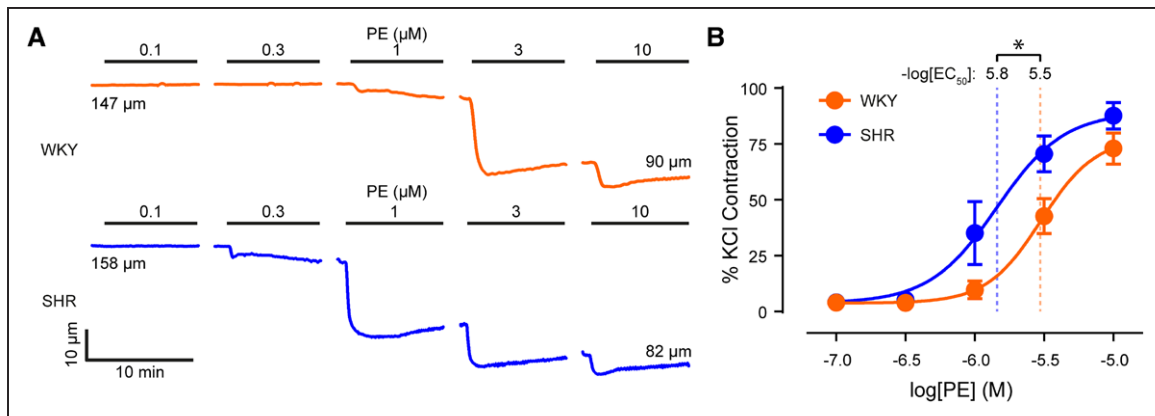 A
PE (µM)
0.1 0.3 1 3 10
147 µm
WKY
90 µm
PE (µM)
0.1 0.3 1 3 10
158 µm
SHR
82 µm
10 µm
10 min
B
*
-log[EC50]: 5.8 5.5
WKY
SHR
100
75
50
25
0
% KCl Contraction
-7.0 -6.5 -6.0 -5.5 -5.0
log[PE] (M)